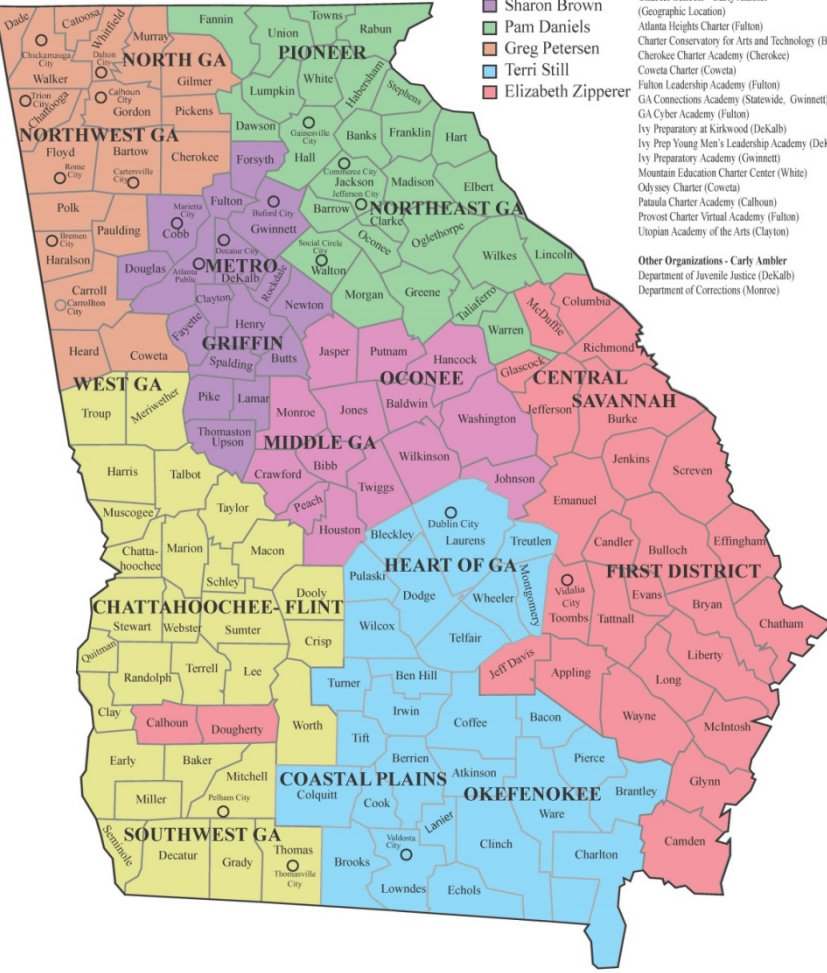 Sharon Brown
Pam Daniels
Greg Petersen
Terri Still
Elizabeth Zipperer
(Geographic Location)
Atlanta Heights Charter (Fulton)
Charter Conservatory for Arts and Technology (B
Cherokee Charter Academy (Cherokee)
Coweta Charter (Coweta)
Fulton Leadership Academy (Fulton)
GA Connections Academy (Statewide, Gwinnett)
GA Cyber Academy (Fulton)
Ivy Preparatory at Kirkwood (DeKalb)
Ivy Prep Young Men's Leadership Academy (DeK
Ivy Preparatory Academy (Gwinnett)
Mountain Education Charter Center (White)
Odyssey Charter (Coweta)
Pataula Charter Academy (Calhoun)
Provost Charter Virtual Academy (Fulton)
Utopian Academy of the Arts (Clayton)
Other Organizations - Carly Ambler
Department of Juvenile Justice (DeKalb)
Department of Corrections (Monroe)
Dade
Catoosa
Whitfield
Murray
Fannin
Union
Towns
Rabun
Chickamauga
City
Dalton
City
Walker
NORTH GA
PIONEER
Gilmer
White
Habersham
Stephens
Lumpkin
Trion
City
Chattooga
Calhoun
City
Gordon
Pickens
Dawson
Gainesville
City
Hall
Banks
Franklin
Hart
NORTHWEST GA
Floyd
Bartow
Cherokee
Forsyth
Rome
City
Cartersville
City
Commerce City
Jackson
Jefferson City
Madison
Elbert
Polk
Paulding
Marietta
City
Cobb
Fulton
Buford City
Gwinnett
Barrow
NORTHEAST GA
Clarke
Oconee
Oglethorpe
Bremen
City
Haralson
Decatur City
Social Circle
City
Walton
Wilkes
Lincoln
Douglas
Atlanta
Public
METRO
DeKalb
Rockdale
Carroll
Carrollton
City
Clayton
Newton
Morgan
Greene
Taliaferro
McDuffie
Columbia
Fayette
Henry
Warren
Richmond
GRIFFIN
Heard
Coweta
Spalding
Butts
Jasper
Putnam
Hancock
Glascock
WEST GA
OCONEE
CENTRAL
SAVANNAH
Troup
Meriwether
Pike
Lamar
Monroe
Jones
Baldwin
Washington
Jefferson
Burke
Thomaston
Upson
MIDDLE GA
Harris
Talbot
Crawford
Bibb
Twiggs
Wilkinson
Johnson
Jenkins
Screven
Emanuel
Muscogee
Taylor
Peach
Houston
Bleckley
Dublin City
Laurens
Treutlen
Candler
Bulloch
Effingham
Chatta-
hoochee
Marion
Macon
Schley
HEART OF GA
FIRST DISTRICT
Pulaski
Dodge
Wheeler
Montgomery
Vidalia
City
Toombs
Evans
Tattnall
Bryan
Chatham
Dooly
CHATTAHOOCHEE- FLINT
Stewart
Webster
Sumter
Crisp
Wilcox
Telfair
Quitman
Randolph
Terrell
Lee
Turner
Ben Hill
Jeff Davis
Appling
Liberty
Long
Clay
Calhoun
Dougherty
Worth
Irwin
Coffee
Bacon
Wayne
McIntosh
Tift
Early
Baker
Mitchell
Berrien
Atkinson
Pierce
Brantley
Glynn
COASTAL PLAINS
OKEFENOKEE
Miller
Pelham City
Colquitt
Cook
Ware
Lanier
SOUTHWEST GA
Seminole
Decatur
Grady
Thomas
Thomasville
City
Brooks
Valdosta
City
Clinch
Charlton
Camden
Lowndes
Echols